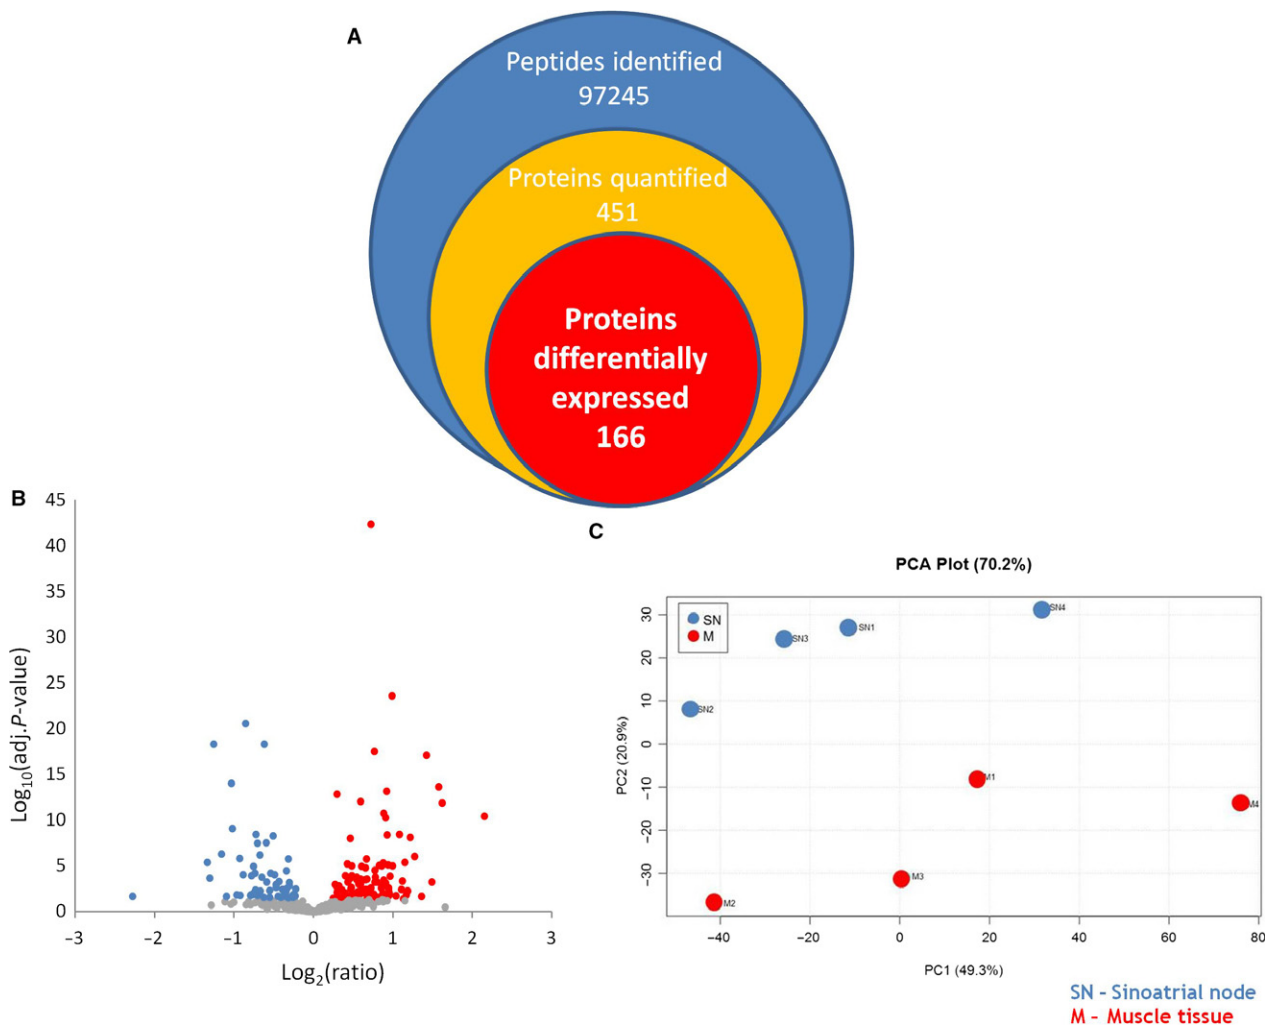 A
Peptides identified
97245
Proteins quantified
451
Proteins
differentially
expressed
166
B
45
40
35
30
25
20
15
10
5
0
Log10(adj.P-value)
−3 −2 −1 0 1 2 3
Log2(ratio)
C
PCA Plot (70.2%)
SN
M
SN4
SN1
SN3
SN2
M1
M4
M3
M2
30
20
10
0
−10
−20
−30
PC2 (20.9%)
−40 −20 0 20 40 60 80
PC1 (49.3%)
SN - Sinoatrial node
M - Muscle tissue